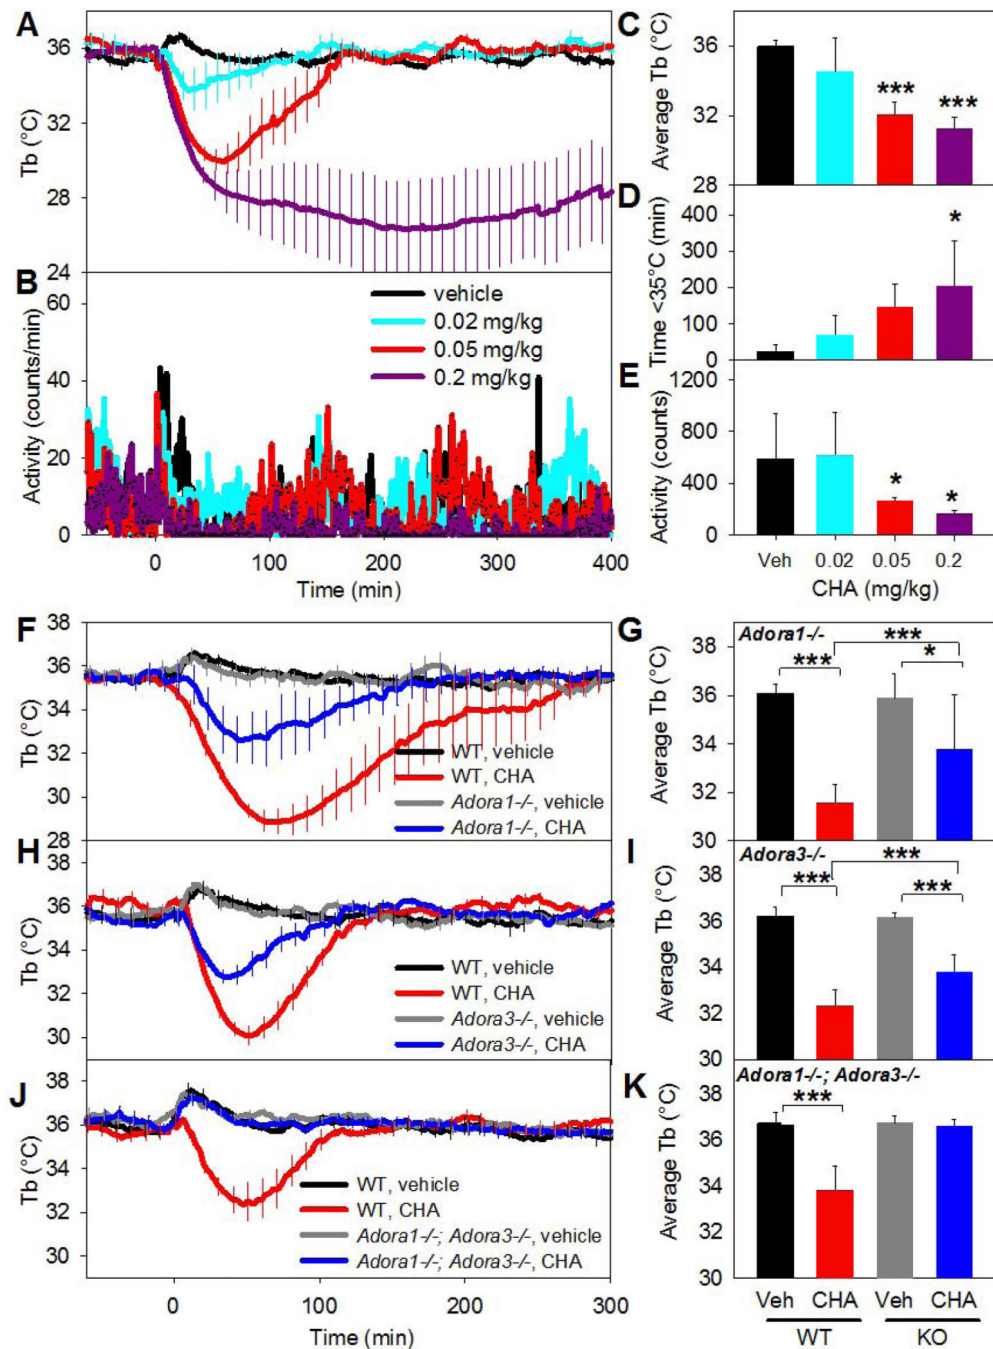 A
36
32
28
24
Tb (°C)
B
60
40
20
0
Activity (counts/min)
vehicle
0.02 mg/kg
0.05 mg/kg
0.2 mg/kg
0
100
200
300
400
Time (min)
C
36
32
28
Average Tb (°C)
***
***
D
400
300
200
100
0
Time <35°C (min)
*
E
1200
800
400
0
Activity (counts)
*
*
Veh
0.02
0.05
0.2
CHA (mg/kg)
F
38
36
34
32
30
28
Tb (°C)
WT, vehicle
WT, CHA
Adora1-/-, vehicle
Adora1-/-, CHA
G
Adora1-/-
38
36
34
32
30
Average Tb (°C)
***
***
*
H
38
36
34
32
30
Tb (°C)
WT, vehicle
WT, CHA
Adora3-/-, vehicle
Adora3-/-, CHA
I
Adora3-/-
38
36
34
32
30
Average Tb (°C)
***
***
***
J
38
36
34
32
30
Tb (°C)
WT, vehicle
WT, CHA
Adora1-/-; Adora3-/-, vehicle
Adora1-/-; Adora3-/-, CHA
0
100
200
300
Time (min)
K
Adora1-/-; Adora3-/-
38
36
34
32
30
Average Tb (°C)
***
Veh CHA Veh CHA
WT KO